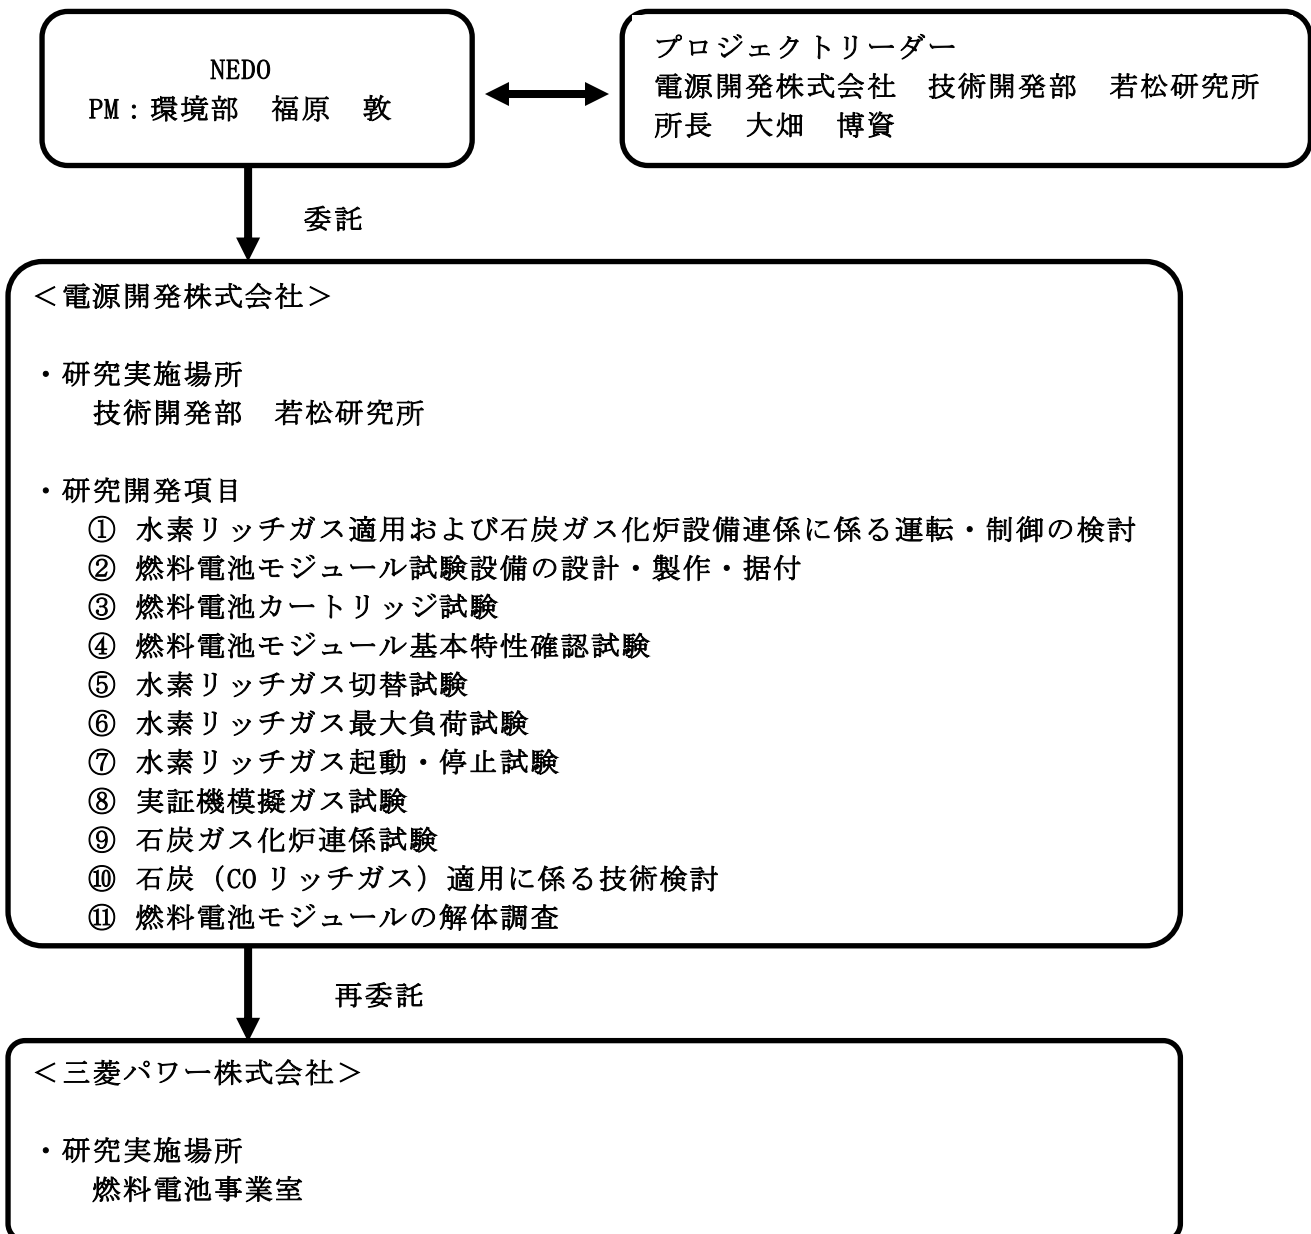 NEDO
PM：環境部　福原　敦
プロジェクトリーダー
電源開発株式会社　技術開発部　若松研究所
所長　大畑　博資
委託
＜電源開発株式会社＞
・研究実施場所
技術開発部　若松研究所
・研究開発項目
① 水素リッチガス適用および石炭ガス化炉設備連係に係る運転・制御の検討
② 燃料電池モジュール試験設備の設計・製作・据付
③ 燃料電池カートリッジ試験
④ 燃料電池モジュール基本特性確認試験
⑤ 水素リッチガス切替試験
⑥ 水素リッチガス最大負荷試験
⑦ 水素リッチガス起動・停止試験
⑧ 実証機模擬ガス試験
⑨ 石炭ガス化炉連係試験
⑩ 石炭（CO リッチガス）適用に係る技術検討
⑪ 燃料電池モジュールの解体調査
再委託
＜三菱パワー株式会社＞
・研究実施場所
燃料電池事業室